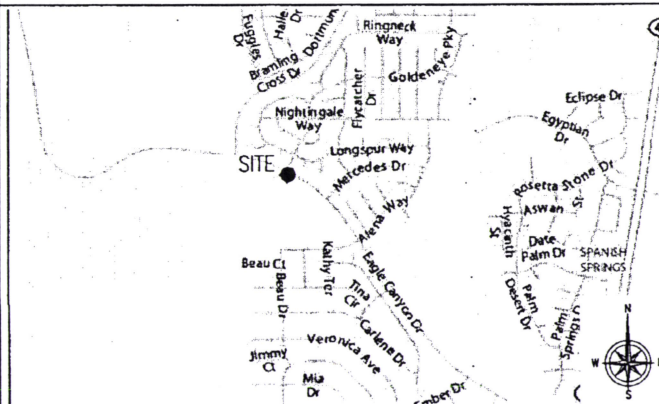 Ringneck
Way
Halle
Dr
Fuggles
Dr
Dortmun
Bramling
Cross Dr
Goldeneye Pky
Flycatcher
Dr
Nightingale
Way
Eclipse Dr
Egyptian
Dr
Longspur Way
Mercedes Dr
SITE
Rosetta Stone Dr
Aswan
St
Hyacinth
St
Alena Way
Date
Palm Dr
SPANISH
SPRINGS
Beau Ct
Beau Dr
Kathy Ter
Eagle Canyon Dr
Tina
Cir
Palm
Desert Dr
Palm
Springs
Carlene Dr
Veronica Ave
Jimmy
Ct
Mia
Dr
Ember Dr
N
W
S